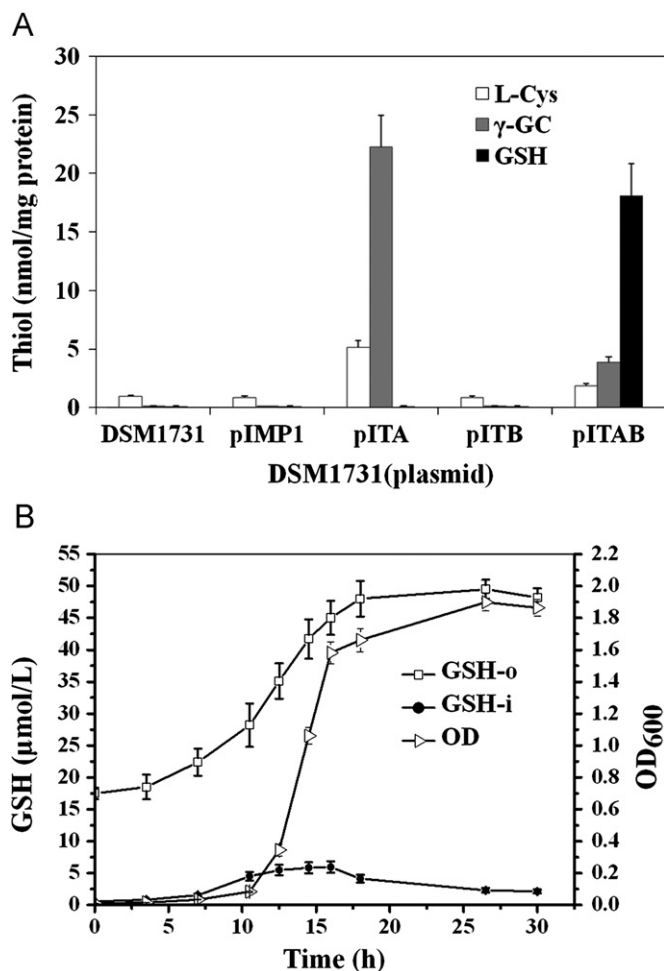 A
30
25
20
15
10
5
0
Thiol (nmol/mg protein)
L-Cys
γ-GC
GSH
DSM1731 pIMP1 pITA pITB pITAB
DSM1731(plasmid)
B
55
50
45
40
35
30
25
20
15
10
5
0
GSH (μmol/L)
GSH-o
GSH-i
OD
2.2
2.0
1.8
1.6
1.4
1.2
1.0
0.8
0.6
0.4
0.2
0.0
OD600
0 5 10 15 20 25 30
Time (h)